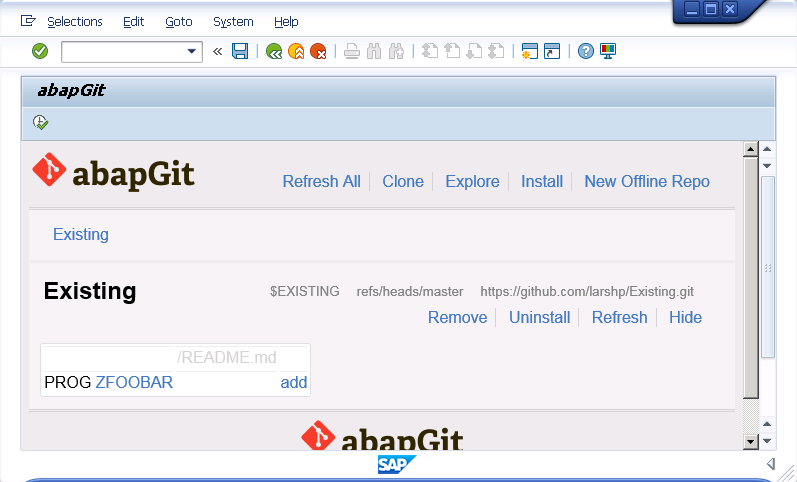 Selections Edit Goto System Help
abapGit
abapGit
Refresh All Clone Explore Install New Offline Repo
Existing
Existing $EXISTING refs/heads/master https://github.com/larshp/Existing.git
Remove Uninstall Refresh Hide
/README.md
PROG ZFOOBAR add
abapGit
SAP